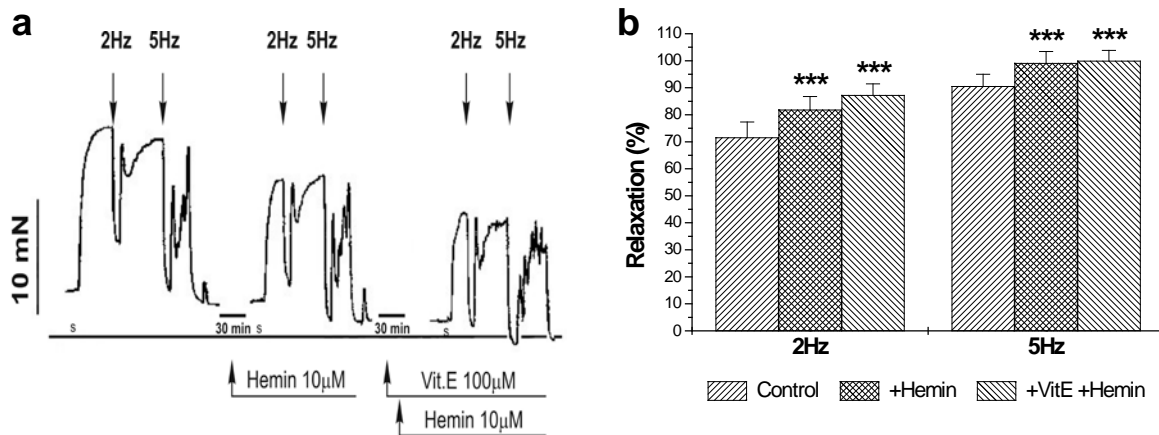 a
2Hz 5Hz 2Hz 5Hz 2Hz 5Hz
10 mN
s 30 min s 30 min s
Hemin 10μM
Vit.E 100μM
Hemin 10μM
b
Relaxation (%)
110
100
90
80
70
60
50
40
30
20
10
0
*** *** *** ***
2Hz 5Hz
Control +Hemin +VitE +Hemin